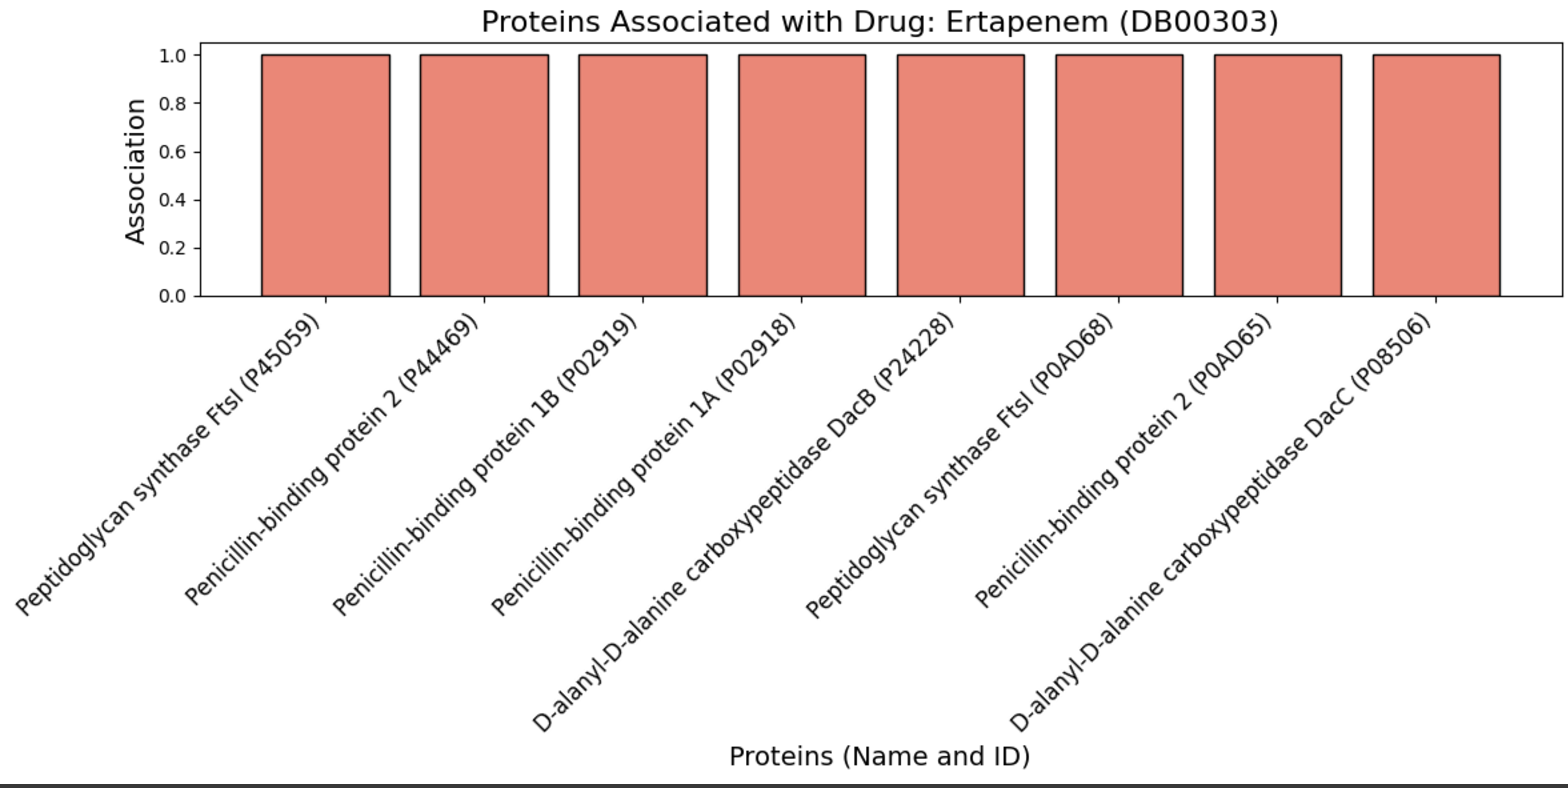 Proteins Associated with Drug: Ertapenem (DB00303)
1.0
0.8
0.6
0.4
0.2
0.0
Association
Peptidoglycan synthase FtsI (P45059)
Penicillin-binding protein 2 (P44469)
Penicillin-binding protein 1B (P02919)
Penicillin-binding protein 1A (P02918)
D-alanyl-D-alanine carboxypeptidase DacB (P24228)
Peptidoglycan synthase FtsI (P0AD68)
Penicillin-binding protein 2 (P0AD65)
D-alanyl-D-alanine carboxypeptidase DacC (P08506)
Proteins (Name and ID)